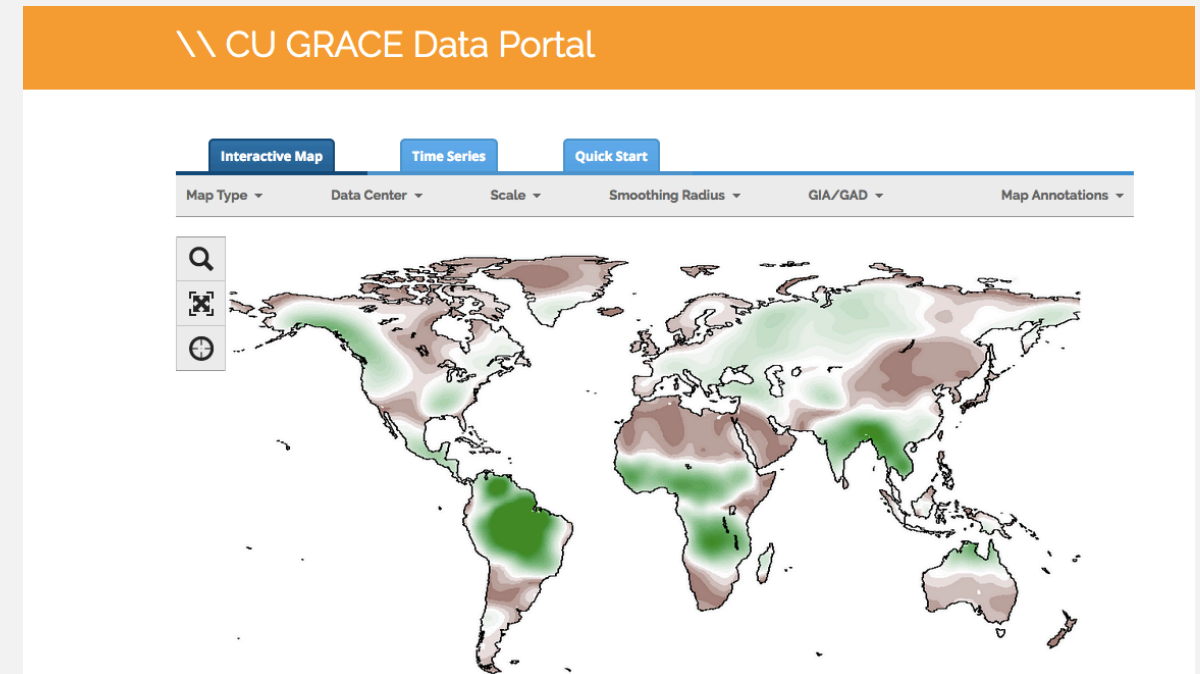 \\ CU GRACE Data Portal
Interactive Map Time Series Quick Start
Map Type Data Center Scale Smoothing Radius GIA/GAD Map Annotations